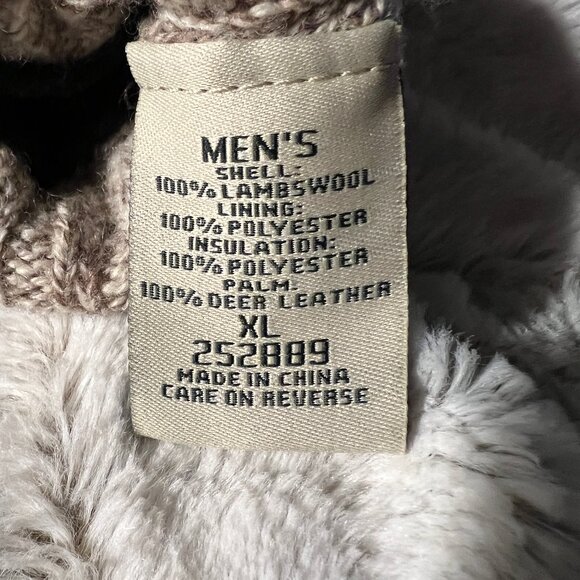 MEN'S
SHELL:
100% LAMBSWOOL
LINING:
100% POLYESTER
INSULATION:
100% POLYESTER
PALM:
100% DEER LEATHER
XL
252889
MADE IN CHINA
CARE ON REVERSE